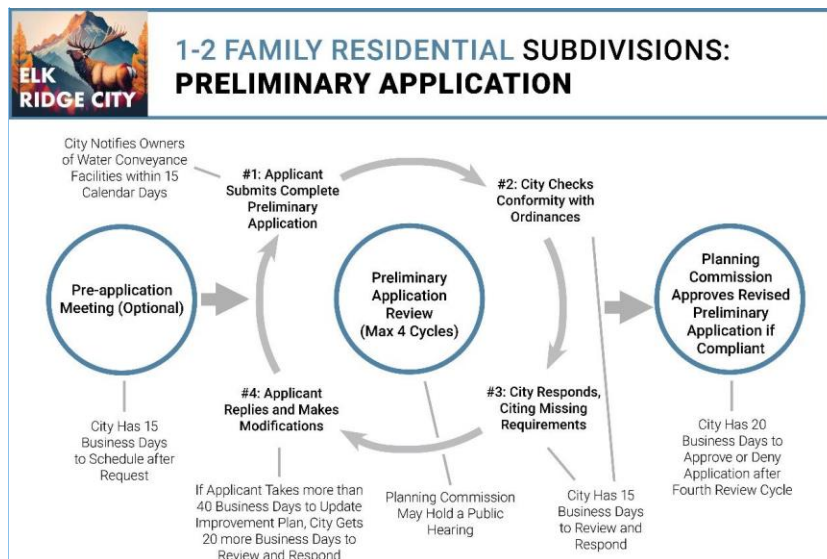 ELK
RIDGE CITY
1-2 FAMILY RESIDENTIAL SUBDIVISIONS:
PRELIMINARY APPLICATION
City Notifies Owners
of Water Conveyance
Facilities within 15
Calendar Days
#1: Applicant
Submits Complete
Preliminary
Application
#2: City Checks
Conformity with
Ordinances
Pre-application
Meeting (Optional)
Preliminary
Application
Review
(Max 4 Cycles)
Planning
Commission
Approves Revised
Preliminary
Application if
Compliant
#4: Applicant
Replies and Makes
Modifications
#3: City Responds,
Citing Missing
Requirements
City Has 15
Business Days
to Schedule after
Request
If Applicant Takes more than
40 Business Days to Update
Improvement Plan, City Gets
20 more Business Days to
Review and Respond
Planning Commission
May Hold a Public
Hearing
City Has 15
Business Days
to Review and
Respond
City Has 20
Business Days to
Approve or Deny
Application after
Fourth Review Cycle